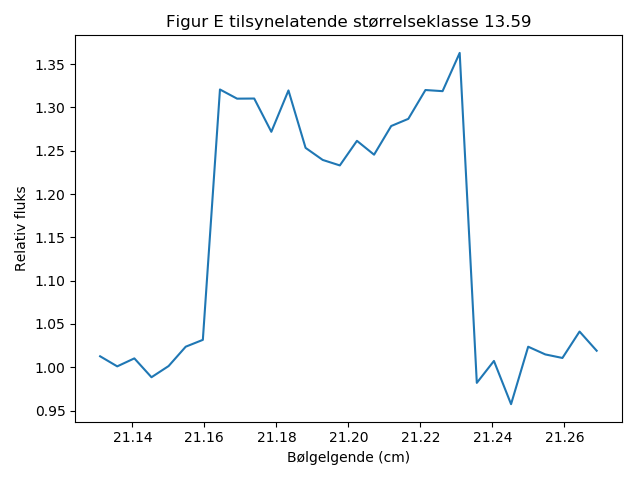 Figur E tilsynelatende størrelseklasse 13.59
1.35
1.30
1.25
1.20
1.15
1.10
1.05
1.00
0.95
Relativ fluks
21.14 21.16 21.18 21.20 21.22 21.24 21.26
Bølgelgende (cm)